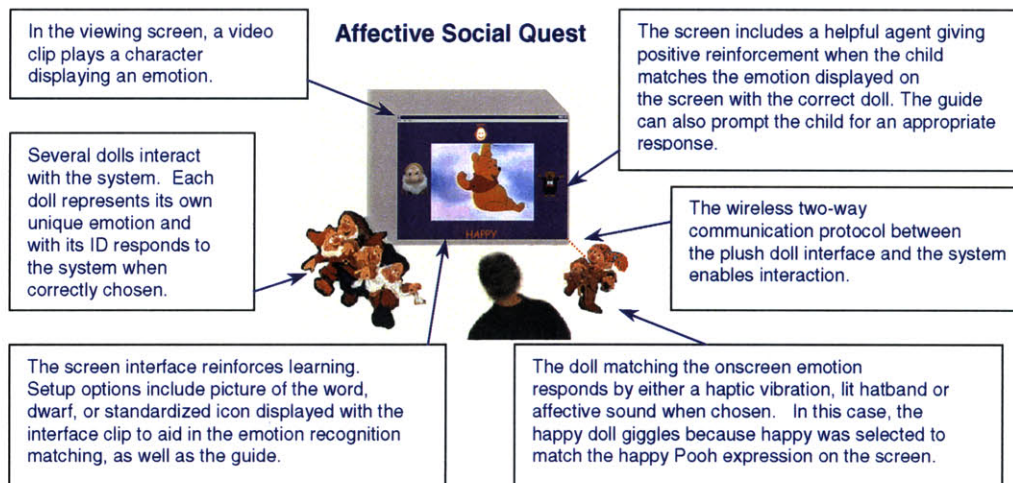 Affective Social Quest
In the viewing screen, a video
clip plays a character
displaying an emotion.
The screen includes a helpful agent giving
positive reinforcement when the child
matches the emotion displayed on
the screen with the correct doll. The guide
can also prompt the child for an appropriate
response.
Several dolls interact
with the system. Each
doll represents its own
unique emotion and
with its ID responds to
the system when
correctly chosen.
HAPPY
The wireless two-way
communication protocol between
the plush doll interface and the system
enables interaction.
The screen interface reinforces learning.
Setup options include picture of the word,
dwarf, or standardized icon displayed with the
interface clip to aid in the emotion recognition
matching, as well as the guide.
The doll matching the onscreen emotion
responds by either a haptic vibration, lit hatband or
affective sound when chosen. In this case, the
happy doll giggles because happy was selected to
match the happy Pooh expression on the screen.